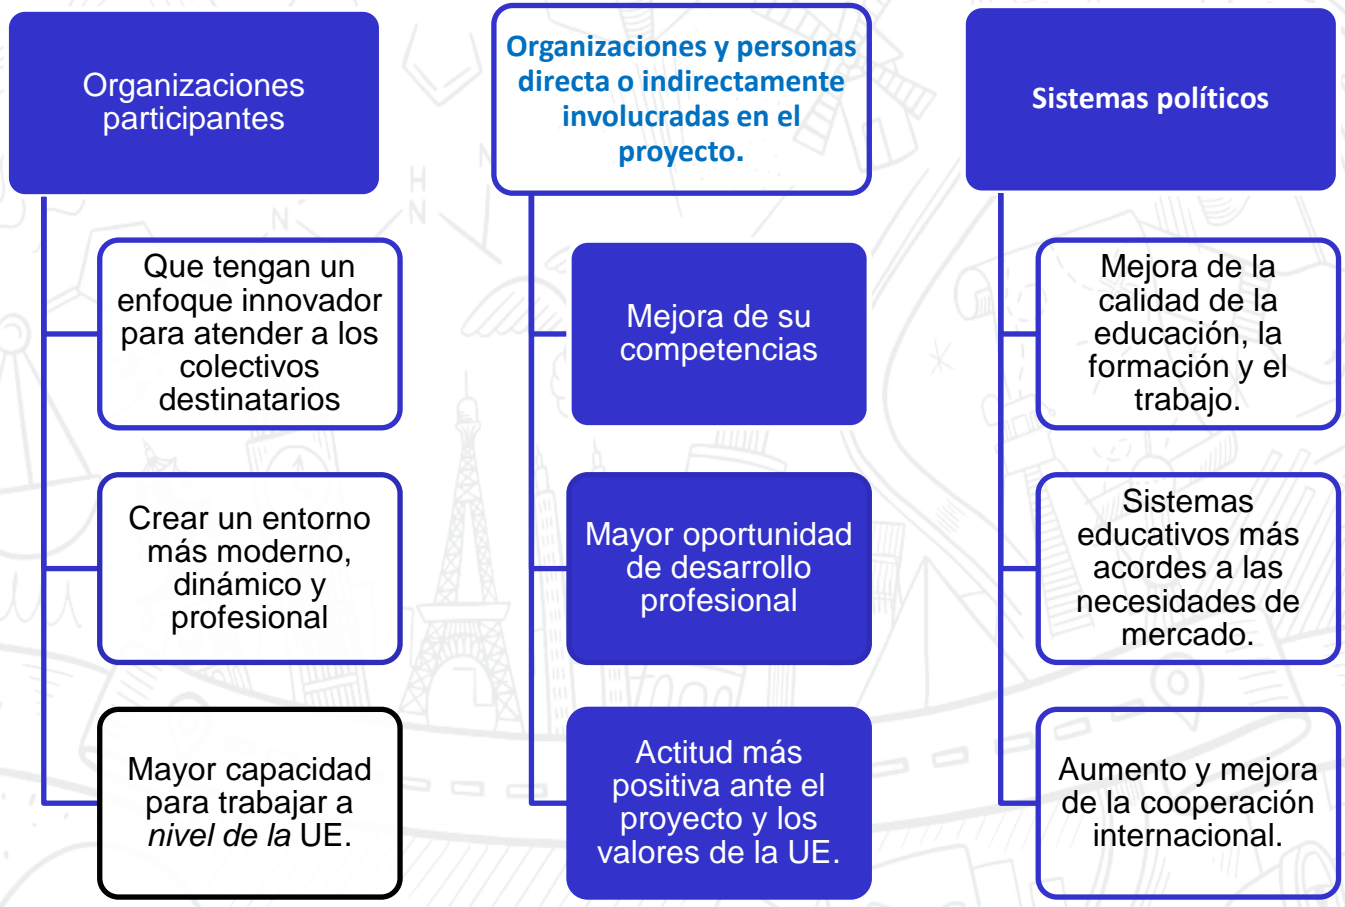 Organizaciones
participantes
Que tengan un
enfoque innovador
para atender a los
colectivos
destinatarios
Crear un entorno
más moderno,
dinámico y
profesional
Mayor capacidad
para trabajar a
nivel de la UE.
Organizaciones y personas
directa o indirectamente
involucradas en el
proyecto.
Mejora de su
competencias
Mayor oportunidad
de desarrollo
profesional
Actitud más
positiva ante el
proyecto y los
valores de la UE.
Sistemas políticos
Mejora de la
calidad de la
educación, la
formación y el
trabajo.
Sistemas
educativos más
acordes a las
necesidades de
mercado.
Aumento y mejora
de la cooperación
internacional.
H
N
N
N